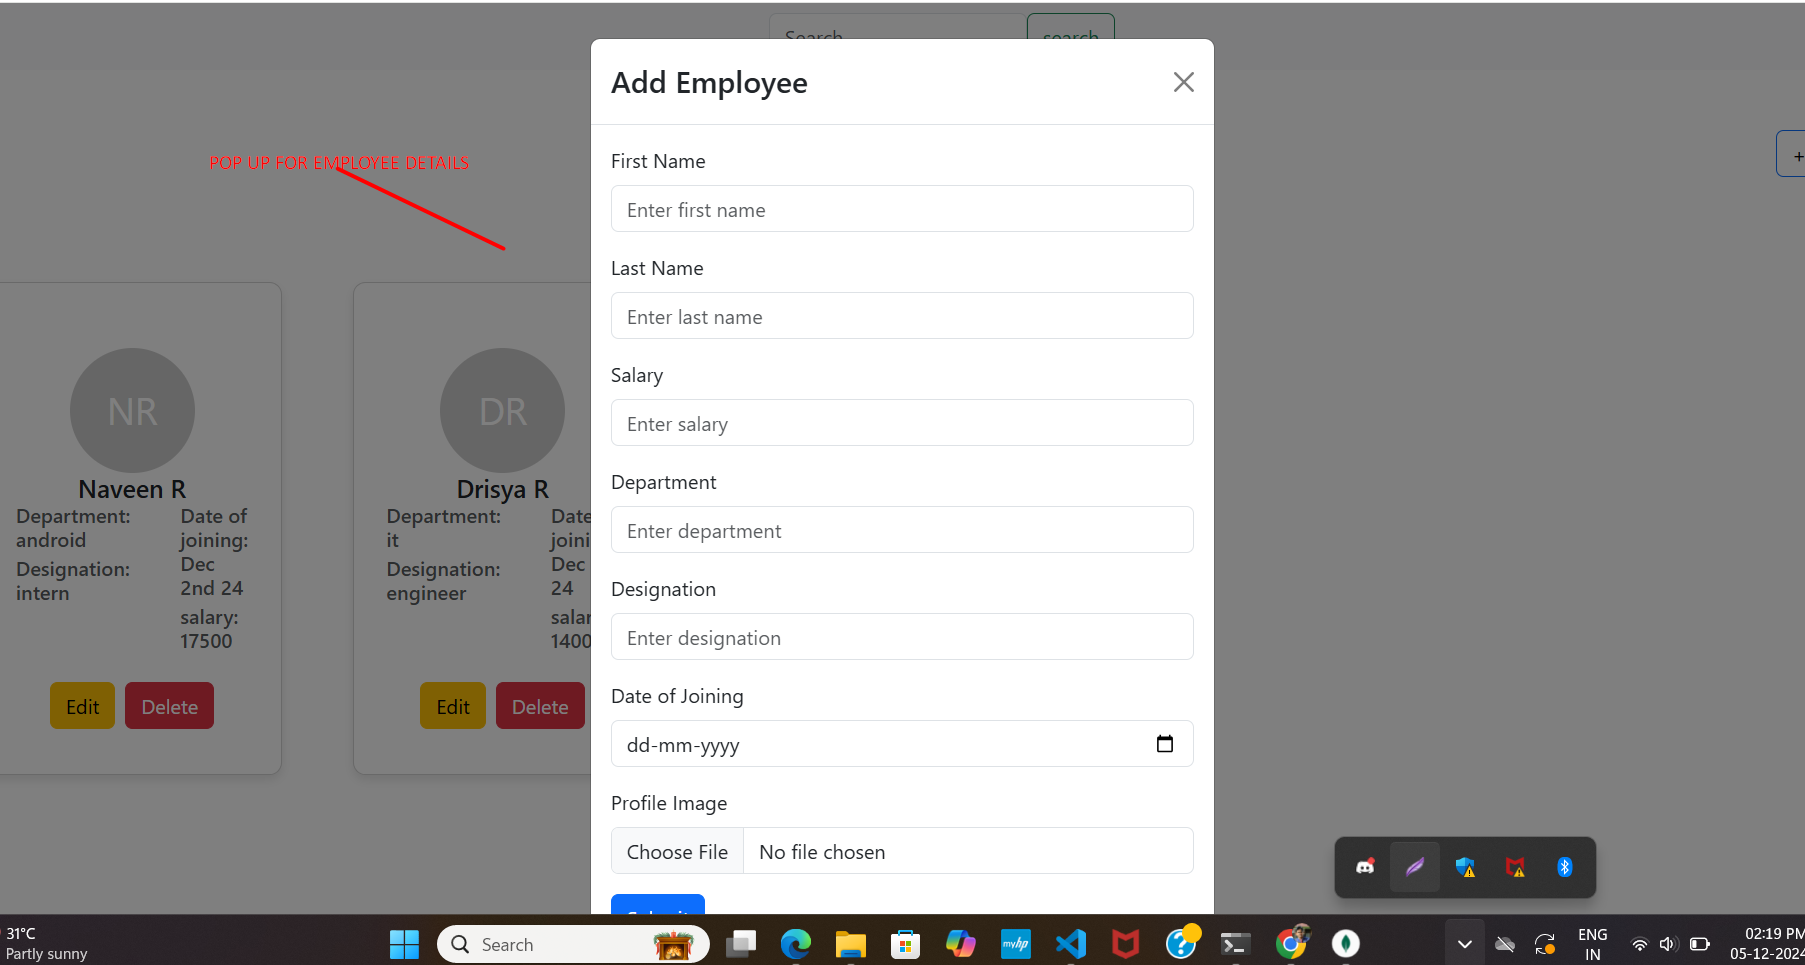 Search
search
Add Employee
POP UP FOR EMPLOYEE DETAILS
+
First Name
Enter first name
Last Name
Enter last name
Salary
Enter salary
Department
Enter department
Designation
Enter designation
Date of Joining
dd-mm-yyyy
Profile Image
Choose File No file chosen
Submit
NR
Naveen R
Department:
android
Designation:
intern
Date of
joining:
Dec
2nd 24
salary:
17500
Edit Delete
DR
Drisya R
Department:
it
Designation:
engineer
Date
joini
Dec
24
salar
1400
Edit Delete
31°C
Partly sunny
Search
myhp
ENG
IN
02:19 PM
05-12-2024